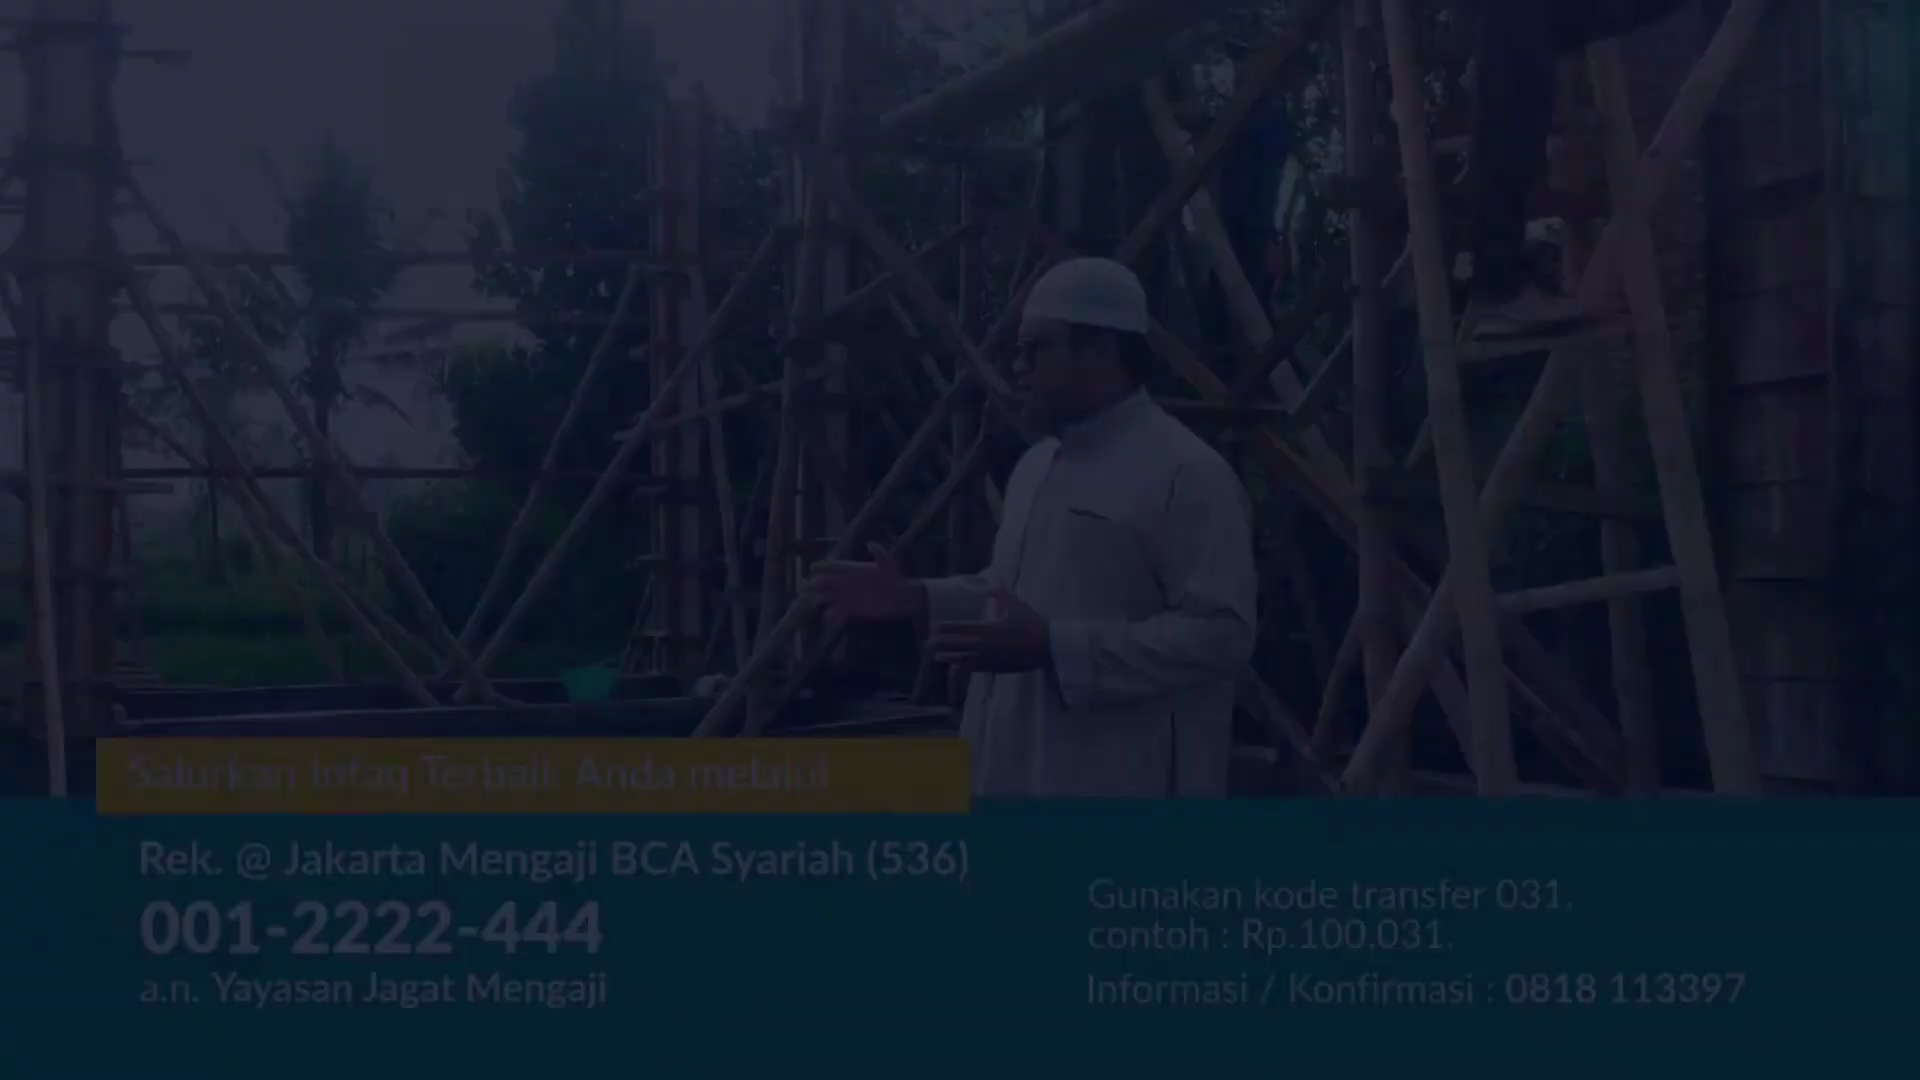 Salurkan Infaq Terbaik Anda melalui
Rek. @ Jakarta Mengaji BCA Syariah (536)
001-2222-444
a.n. Yayasan Jagat Mengaji
Gunakan kode transfer 031,
contoh : Rp.100.031.
Informasi / Konfirmasi : 0818 113397